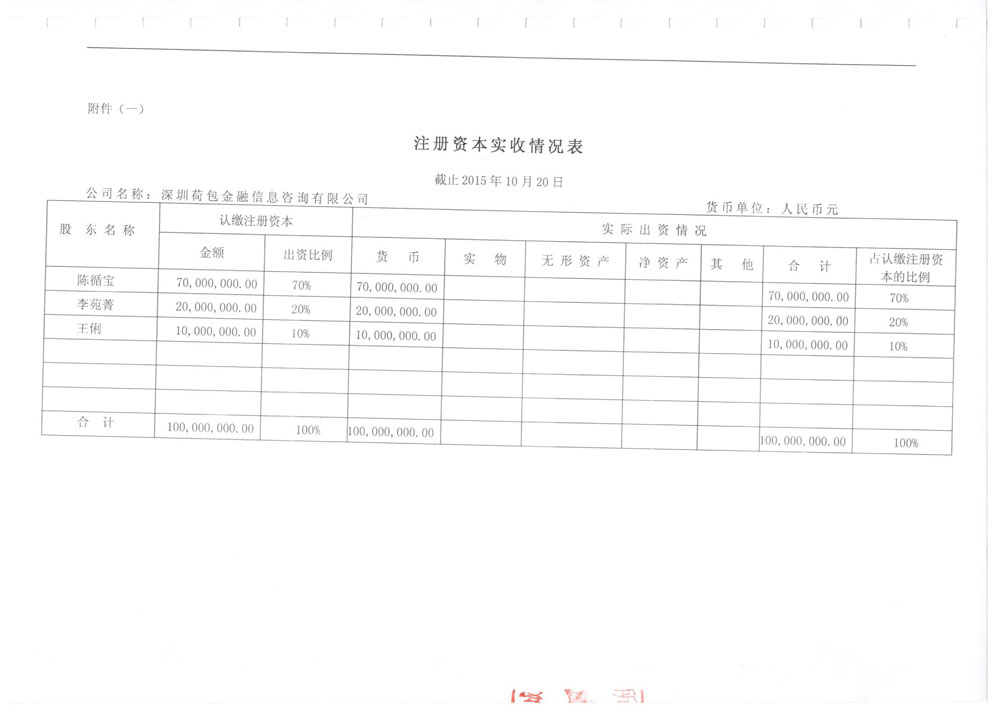 附件（一）
注册资本实收情况表
截止 2015 年 10 月 20 日
公司名称：深圳荷包金融信息咨询有限公司
货币单位：人民币元
股 东 名 称 认缴注册资本 实 际 出 资 情 况
金额 出资比例 货 币 实 物 无 形 资 产 净 资 产 其 他 合 计 占认缴注册资
本的比例
陈循宝 70,000,000.00 70% 70,000,000.00 70,000,000.00 70%
李苑菁 20,000,000.00 20% 20,000,000.00 20,000,000.00 20%
王俐 10,000,000.00 10% 10,000,000.00 10,000,000.00 10%
合 计 100,000,000.00 100% 100,000,000.00 100,000,000.00 100%